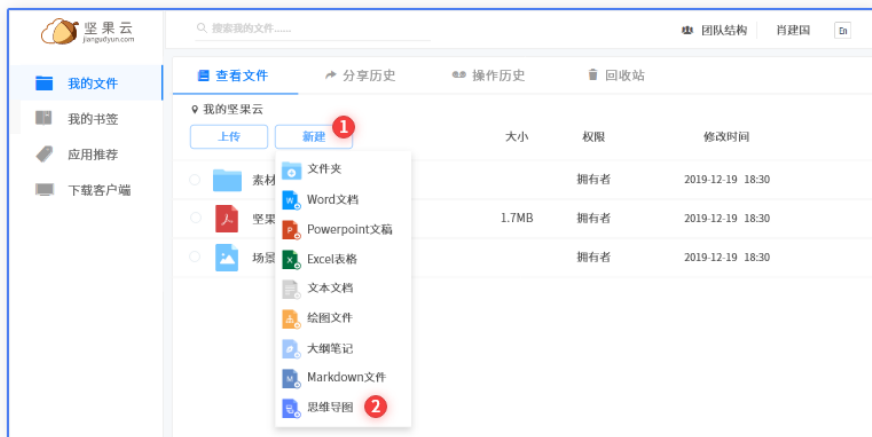 坚果云
jianguoyun.com
搜索我的文件......
团队结构
肖建国
En
我的文件
我的书签
应用推荐
下载客户端
查看文件
分享历史
操作历史
回收站
我的坚果云
上传
新建
1
大小
权限
修改时间
素材
拥有者
2019-12-19 18:30
坚果
1.7MB
拥有者
2019-12-19 18:30
场景
拥有者
2019-12-19 18:30
文件夹
Word文档
Powerpoint文稿
Excel表格
文本文档
绘图文件
大纲笔记
Markdown文件
思维导图
2